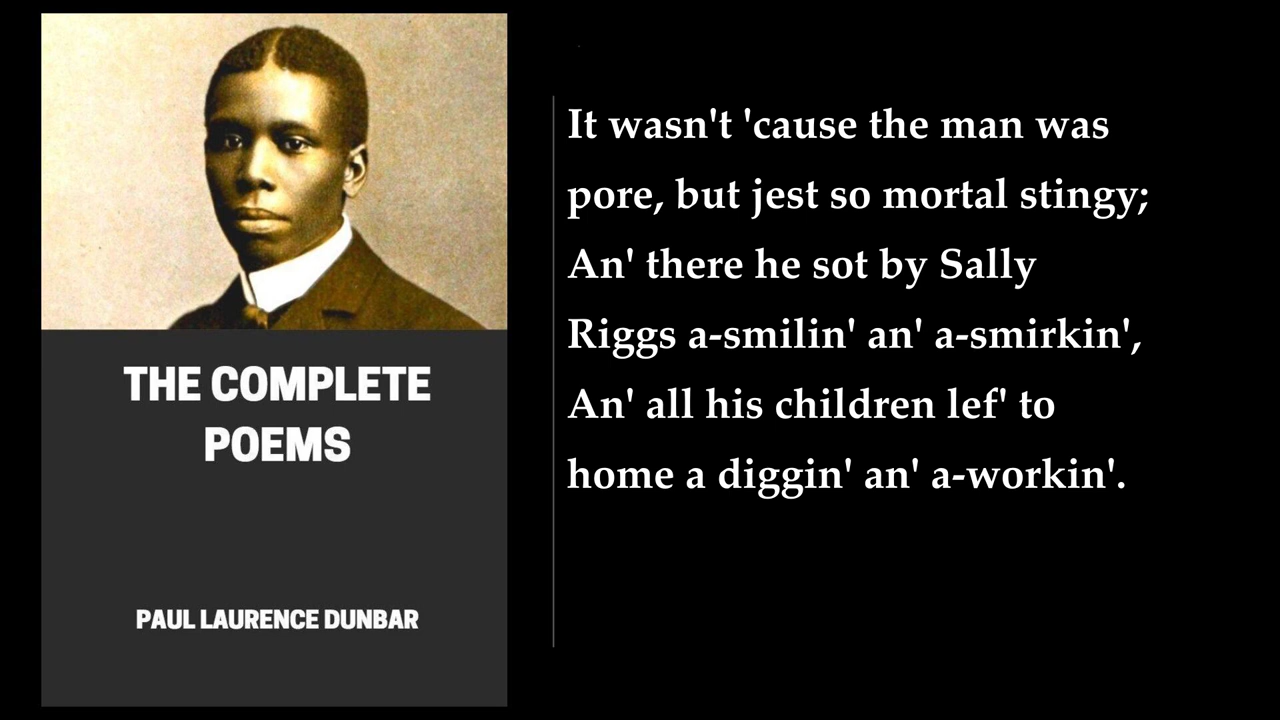 THE COMPLETE
POEMS
PAUL LAURENCE DUNBAR
It wasn't 'cause the man was
pore, but jest so mortal stingy;
An' there he sot by Sally
Riggs a-smilin' an' a-smirkin',
An' all his children lef' to
home a diggin' an' a-workin'.